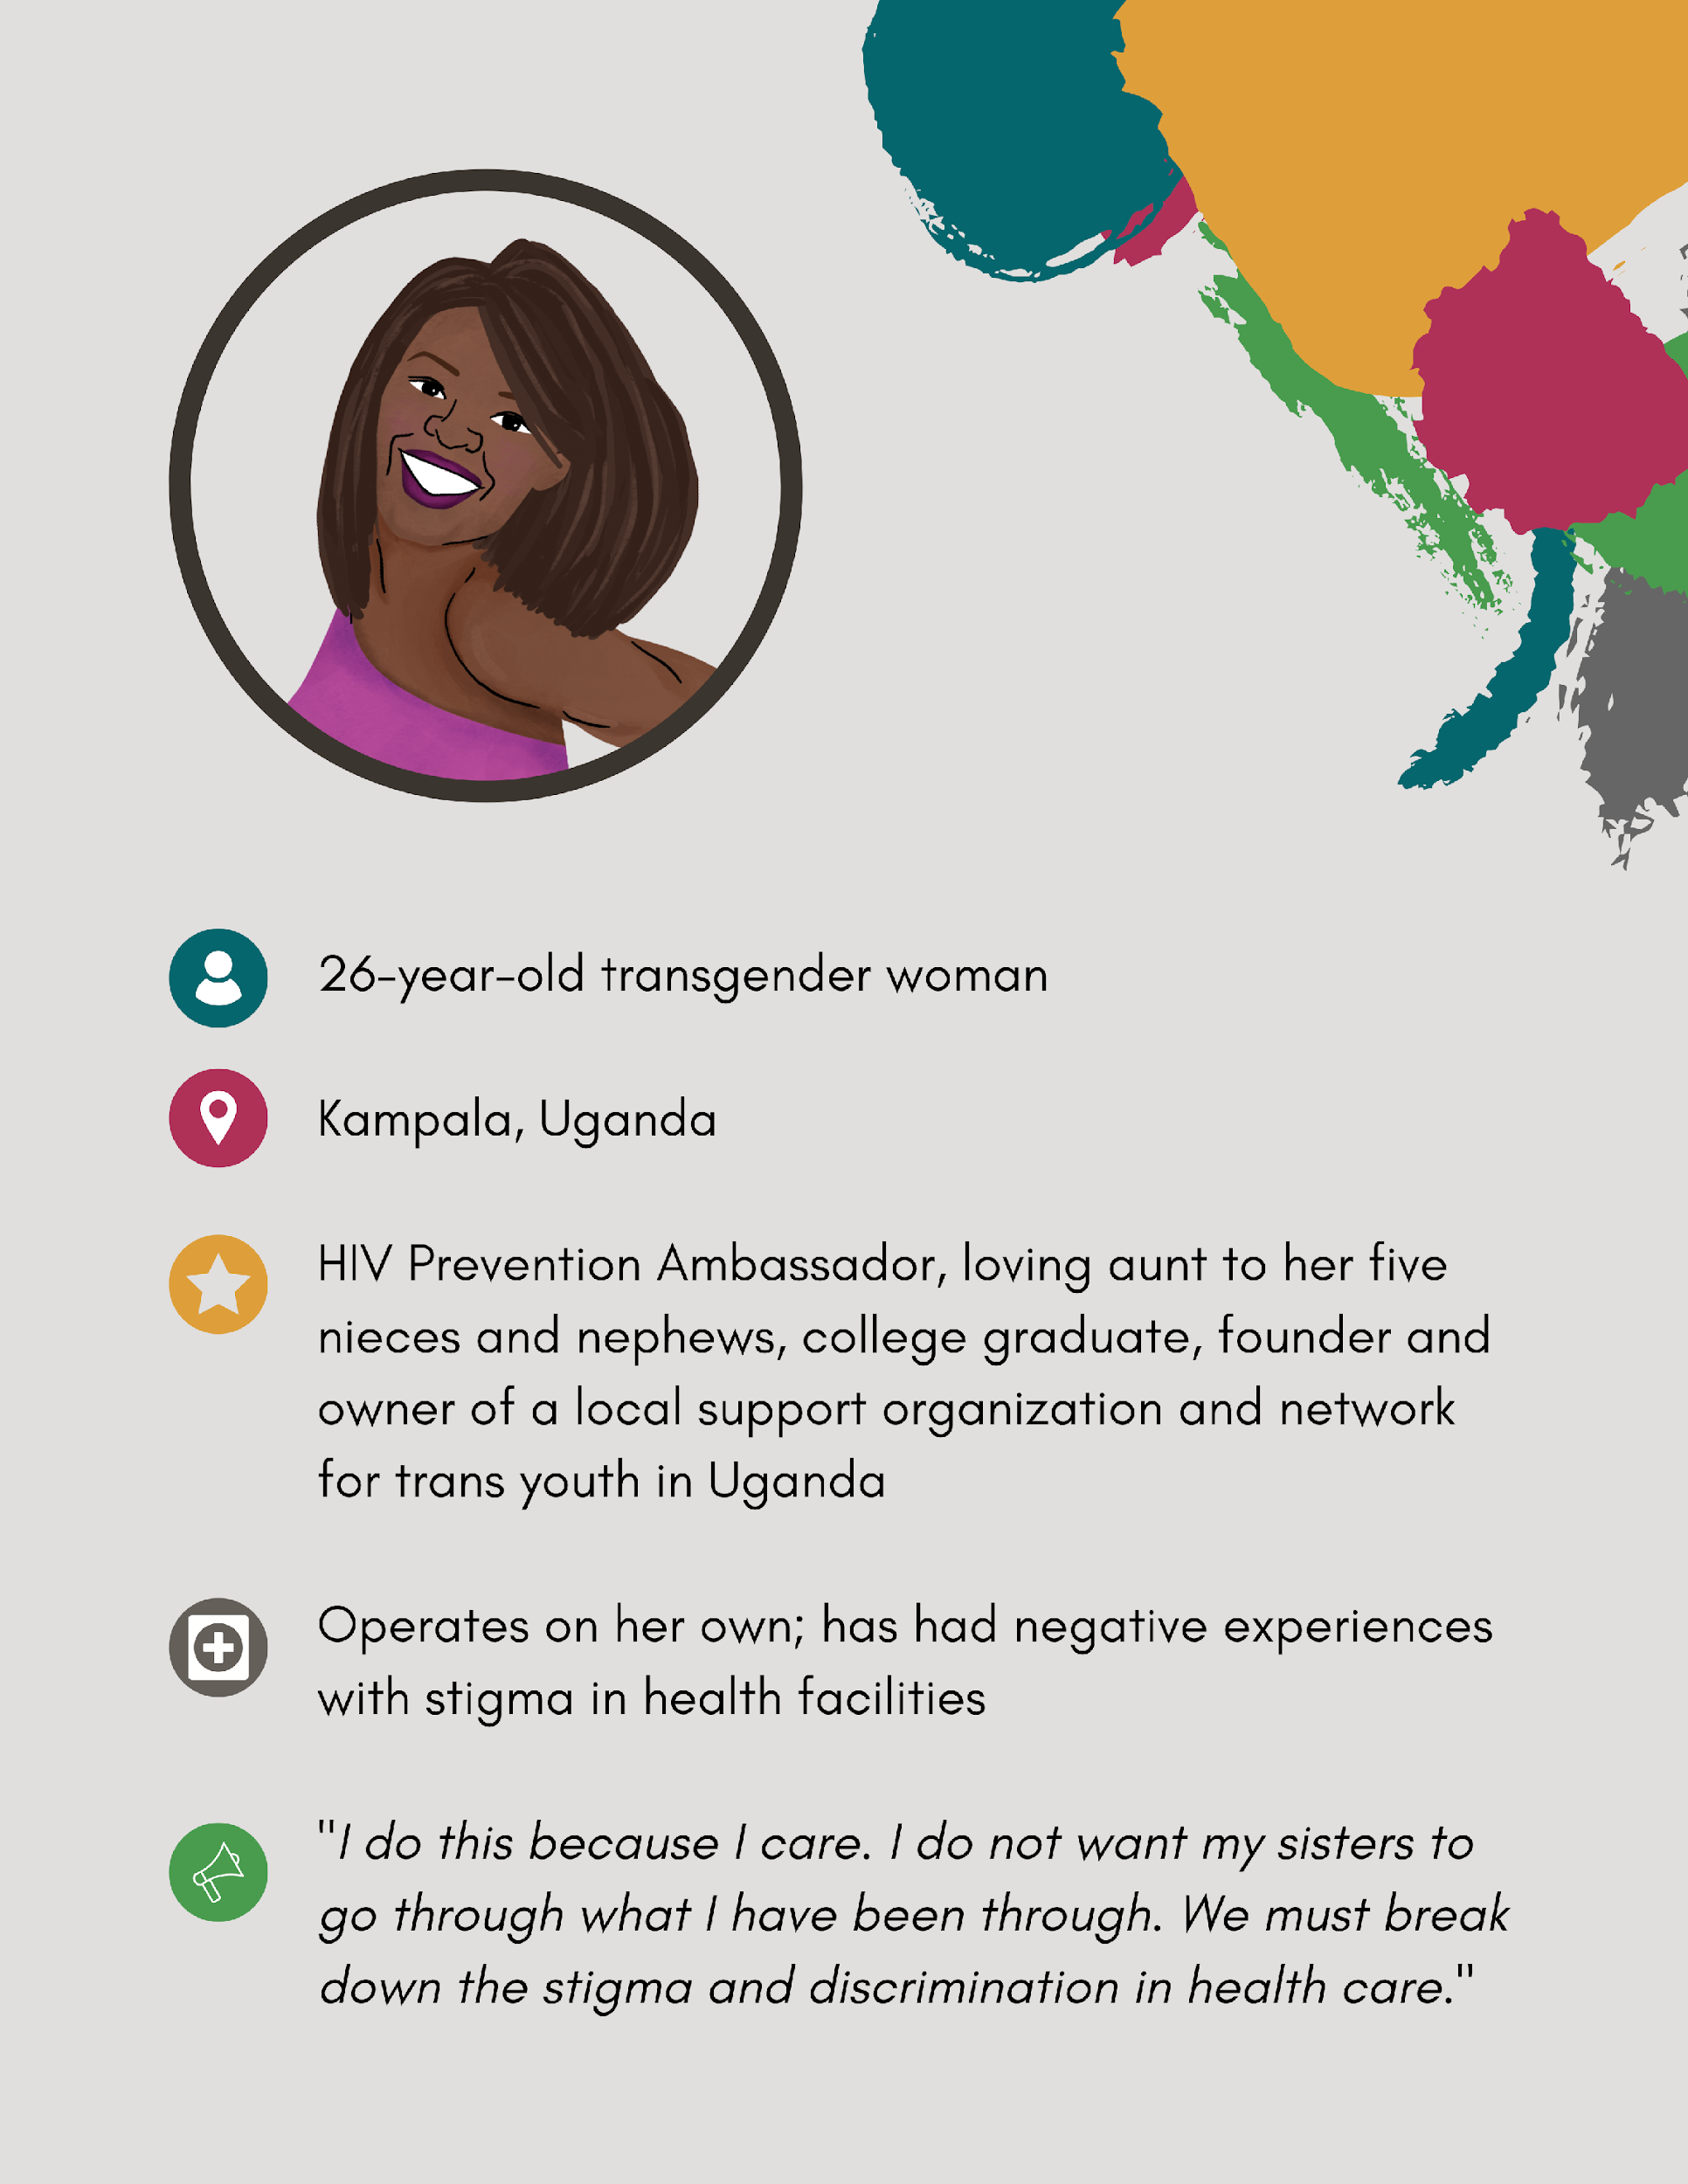 26-year-old transgender woman
Kampala, Uganda
HIV Prevention Ambassador, loving aunt to her five
nieces and nephews, college graduate, founder and
owner of a local support organization and network
for trans youth in Uganda
Operates on her own; has had negative experiences
with stigma in health facilities
"I do this because I care. I do not want my sisters to
go through what I have been through. We must break
down the stigma and discrimination in health care."